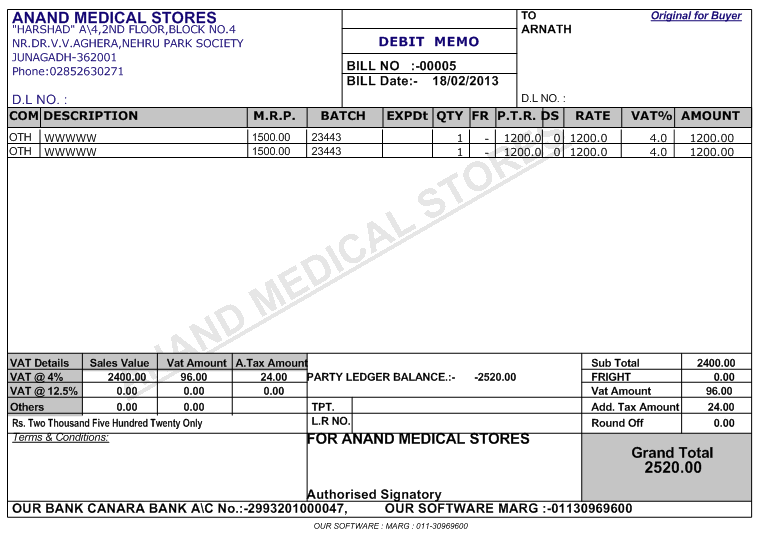 ANAND MEDICAL STORES
"HARSHAD" A\4,2ND FLOOR,BLOCK NO.4
NR.DR.V.V.AGHERA,NEHRU PARK SOCIETY
JUNAGADH-362001
Phone:02852630271
D.L NO. :
DEBIT MEMO
BILL NO :-00005
BILL Date:- 18/02/2013
TO
Original for Buyer
ARNATH
D.L NO. :
COM DESCRIPTION M.R.P. BATCH EXPDt QTY FR P.T.R. DS RATE VAT% AMOUNT
OTH WWWWW 1500.00 23443 1 - 1200.0 0 1200.0 4.0 1200.00
OTH WWWWW 1500.00 23443 1 - 1200.0 0 1200.0 4.0 1200.00
ANAND MEDICAL STORES
VAT Details Sales Value Vat Amount A.Tax Amount
VAT @ 4% 2400.00 96.00 24.00
VAT @ 12.5% 0.00 0.00 0.00
Others 0.00 0.00
Rs. Two Thousand Five Hundred Twenty Only
PARTY LEDGER BALANCE.:- -2520.00
TPT.
L.R NO.
Sub Total 2400.00
FRIGHT 0.00
Vat Amount 96.00
Add. Tax Amount 24.00
Round Off 0.00
Terms & Conditions:
FOR ANAND MEDICAL STORES
Authorised Signatory
Grand Total
2520.00
OUR BANK CANARA BANK A\C No.:-2993201000047, OUR SOFTWARE MARG :-01130969600
OUR SOFTWARE : MARG : 011-30969600